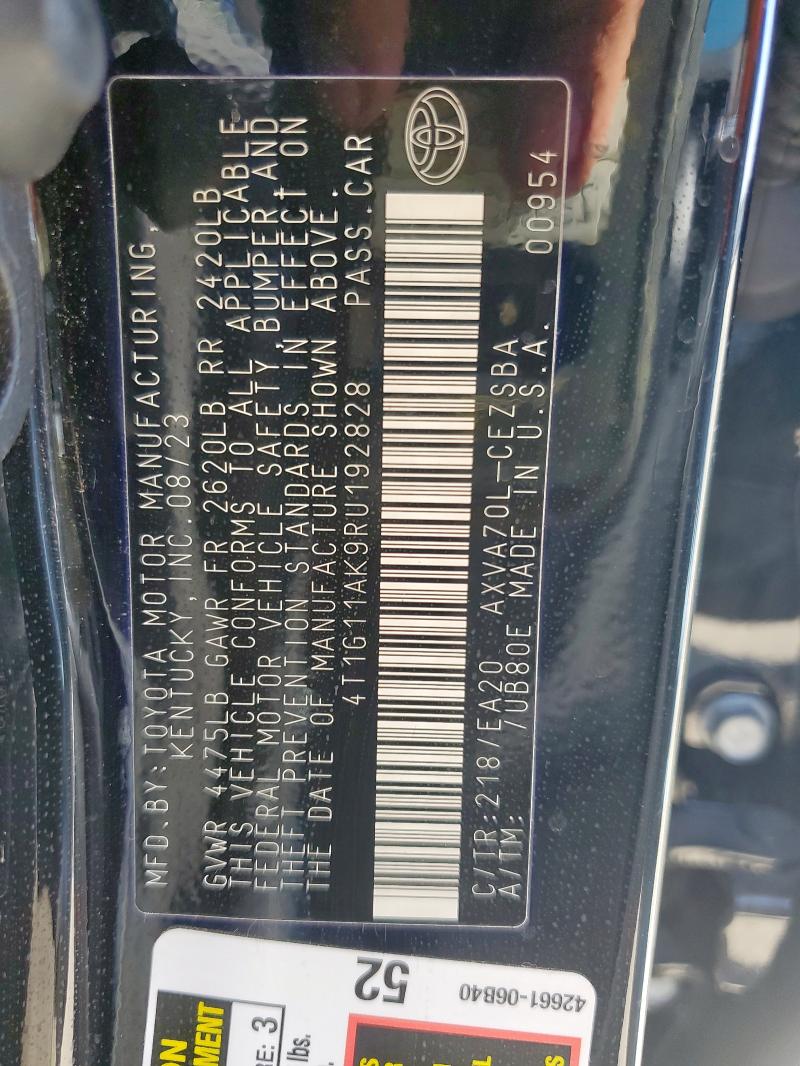 MFD.BY:TOYOTA MOTOR MANUFACTURING,
KENTUCKY,INC.08/23
GVWR 4475LB GAWR FR 2620LB RR 2420LB
THIS VEHICLE CONFORMS TO ALL APPLICABLE
FEDERAL MOTOR VEHICLE SAFETY,BUMPER,AND
THEFT PREVENTION STANDARDS IN EFFECT ON
THE DATE OF MANUFACTURE SHOWN ABOVE.
4T1G11AK9RU192828 PASS.CAR
C/TR:218/EA20 AXVA70L-CEZSBA
A/TM: /UB80E MADE IN U.S.A. 00954
52
42661-06B40
3
lbs.